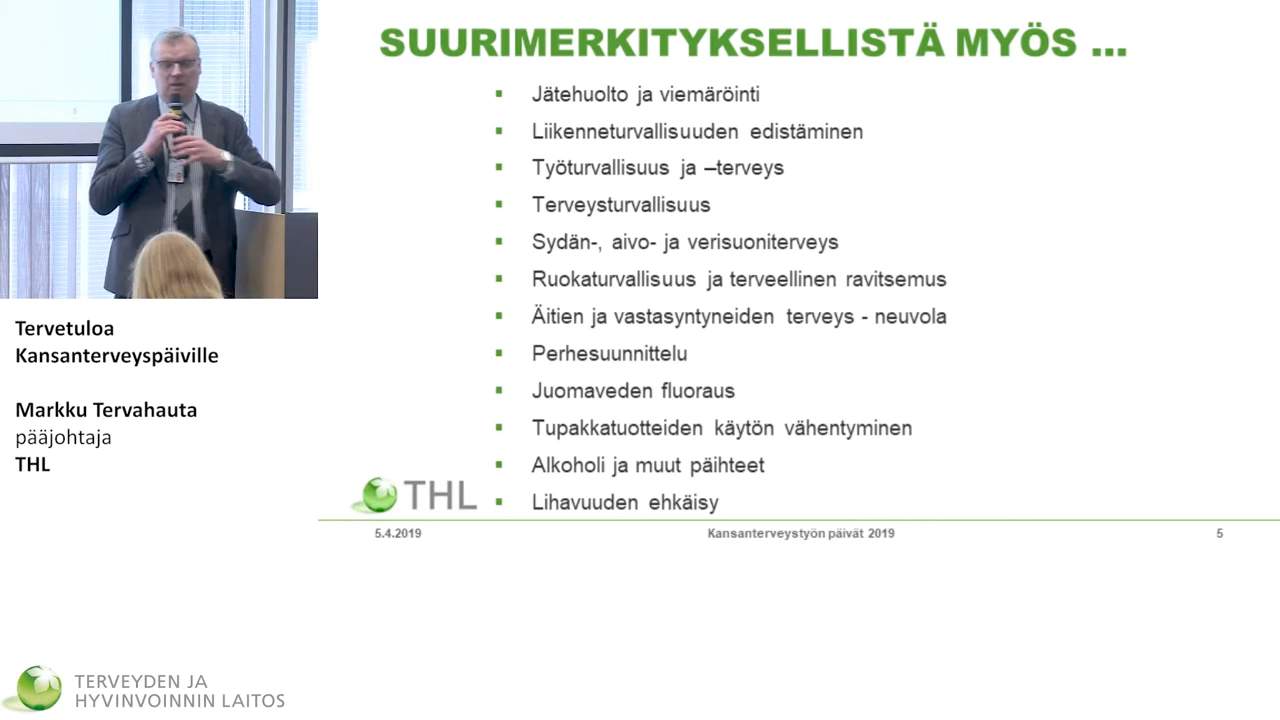 SUURIMERKITYKSELLISTÄ MYÖS ...
▪ Jätehuolto ja viemäröinti
▪ Liikenneturvallisuuden edistäminen
▪ Työturvallisuus ja –terveys
▪ Terveysturvallisuus
▪ Sydän-, aivo- ja verisuoniterveys
▪ Ruokaturvallisuus ja terveellinen ravitsemus
▪ Äitien ja vastasyntyneiden terveys - neuvola
▪ Perhesuunnittelu
▪ Juomaveden fluoraus
▪ Tupakkatuotteiden käytön vähentyminen
▪ Alkoholi ja muut päihteet
▪ Lihavuuden ehkäisy
THL
5.4.2019
Kansanterveystyön päivät 2019
5
Tervetuloa
Kansanterveyspäiville
Markku Tervahauta
pääjohtaja
THL
TERVEYDEN JA
HYVINVOINNIN LAITOS